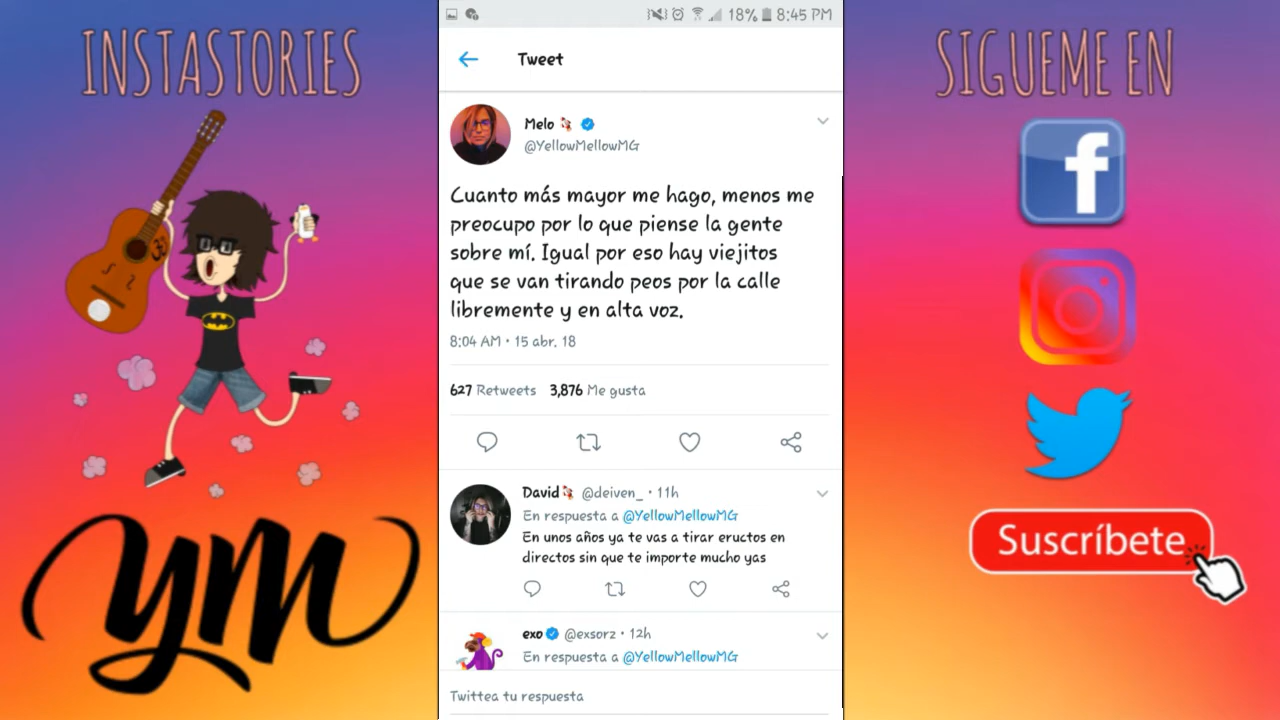 INSTASTORIES
ym
18% 8:45 PM
Tweet
Melo
@YellowMellowMG
Cuanto más mayor me hago, menos me
preocupo por lo que piense la gente
sobre mí. Igual por eso hay viejitos
que se van tirando peos por la calle
libremente y en alta voz.
8:04 AM · 15 abr. 18
627 Retweets 3,876 Me gusta
David @deiven_ · 11h
En respuesta a @YellowMellowMG
En unos años ya te vas a tirar eructos en
directos sin que te importe mucho yas
exo @exsorz · 12h
En respuesta a @YellowMellowMG
Twittea tu respuesta
SIGUEME EN
f
Suscríbete